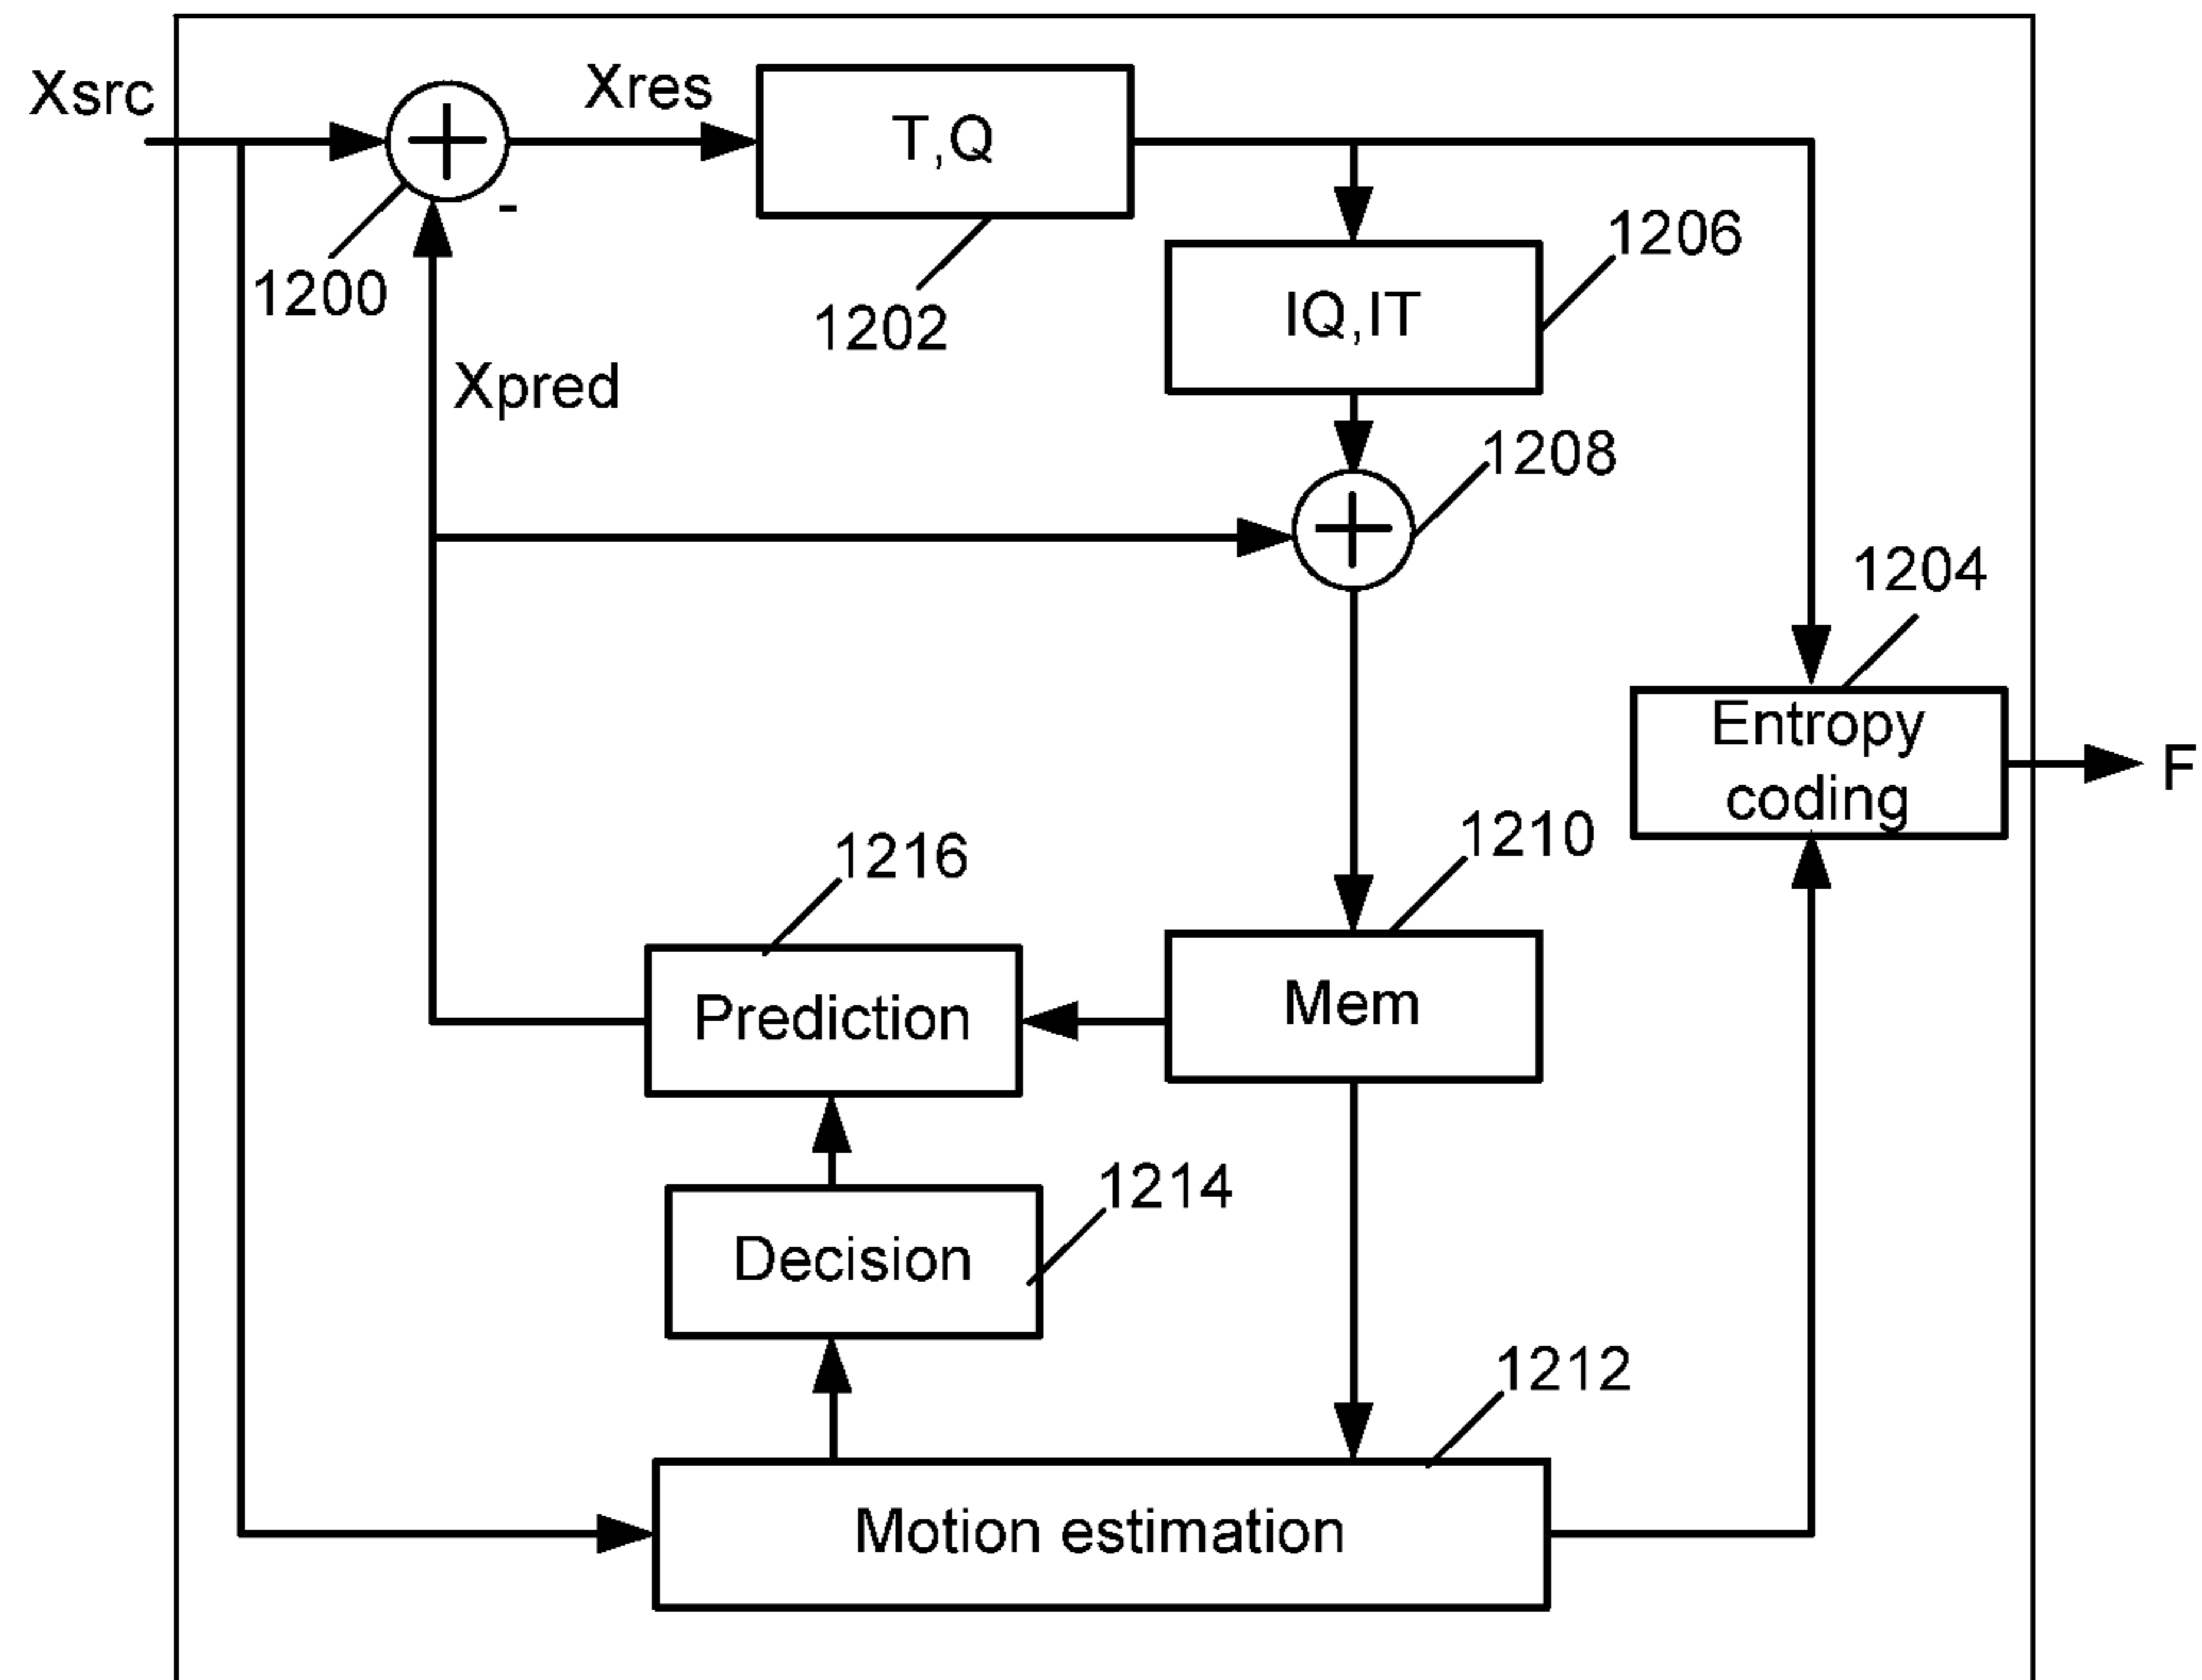 Xsrc
Xres
T,Q
-
1200
1202
1206
IQ,IT
Xpred
1208
1204
Entropy
coding
F
1210
1216
Mem
Prediction
1214
Decision
1212
Motion estimation